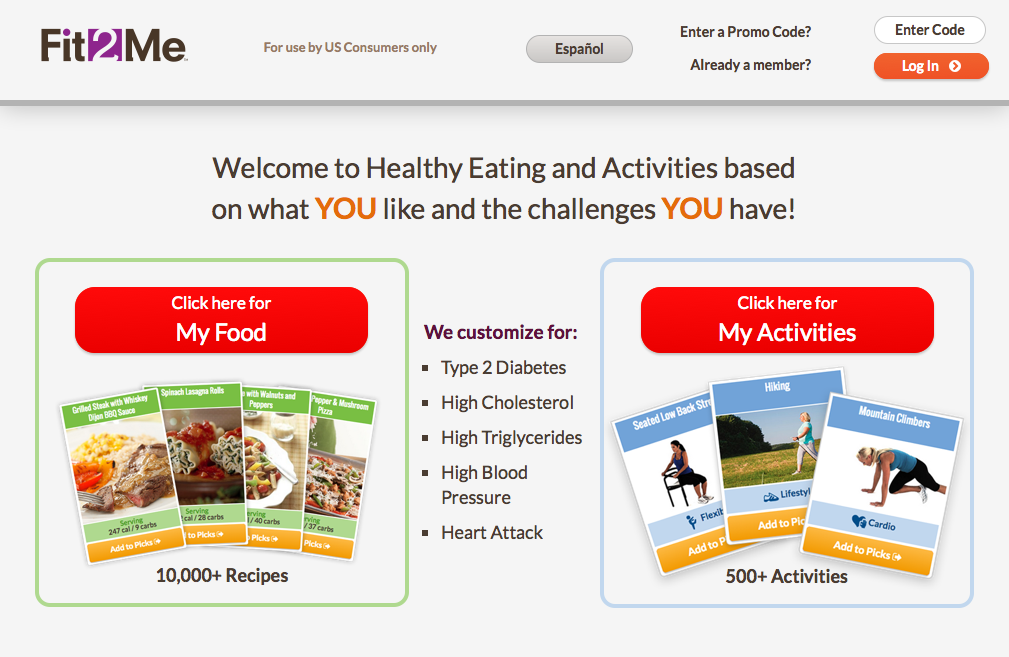 Fit2Me
For use by US Consumers only
Español
Enter a Promo Code?
Enter Code
Already a member?
Log In
Welcome to Healthy Eating and Activities based
on what YOU like and the challenges YOU have!
Click here for
My Food
Grilled Steak with Whiskey
Dijon BBQ Sauce
Serving
247 cal / 9 carbs
Add to Picks
Spinach Lasagna Rolls
Serving
cal / 28 carbs
to Picks
with Walnuts and
Peppers
/ 40 carbs
Picks
Pepper & Mushroom
Pizza
/ 37 carbs
Picks
10,000+ Recipes
We customize for:
▪ Type 2 Diabetes
▪ High Cholesterol
▪ High Triglycerides
▪ High Blood
Pressure
▪ Heart Attack
Click here for
My Activities
Seated Low Back Str
Flexib
Add to P
Hiking
Lifestyl
Add to Pic
Mountain Climbers
Cardio
Add to Picks
500+ Activities